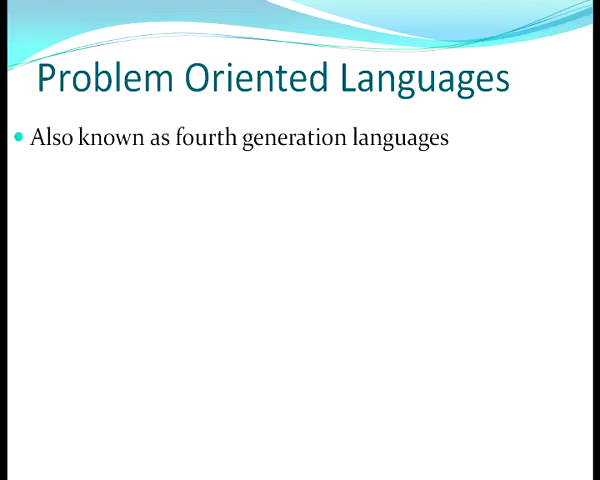 Problem Oriented Languages
Also known as fourth generation languages